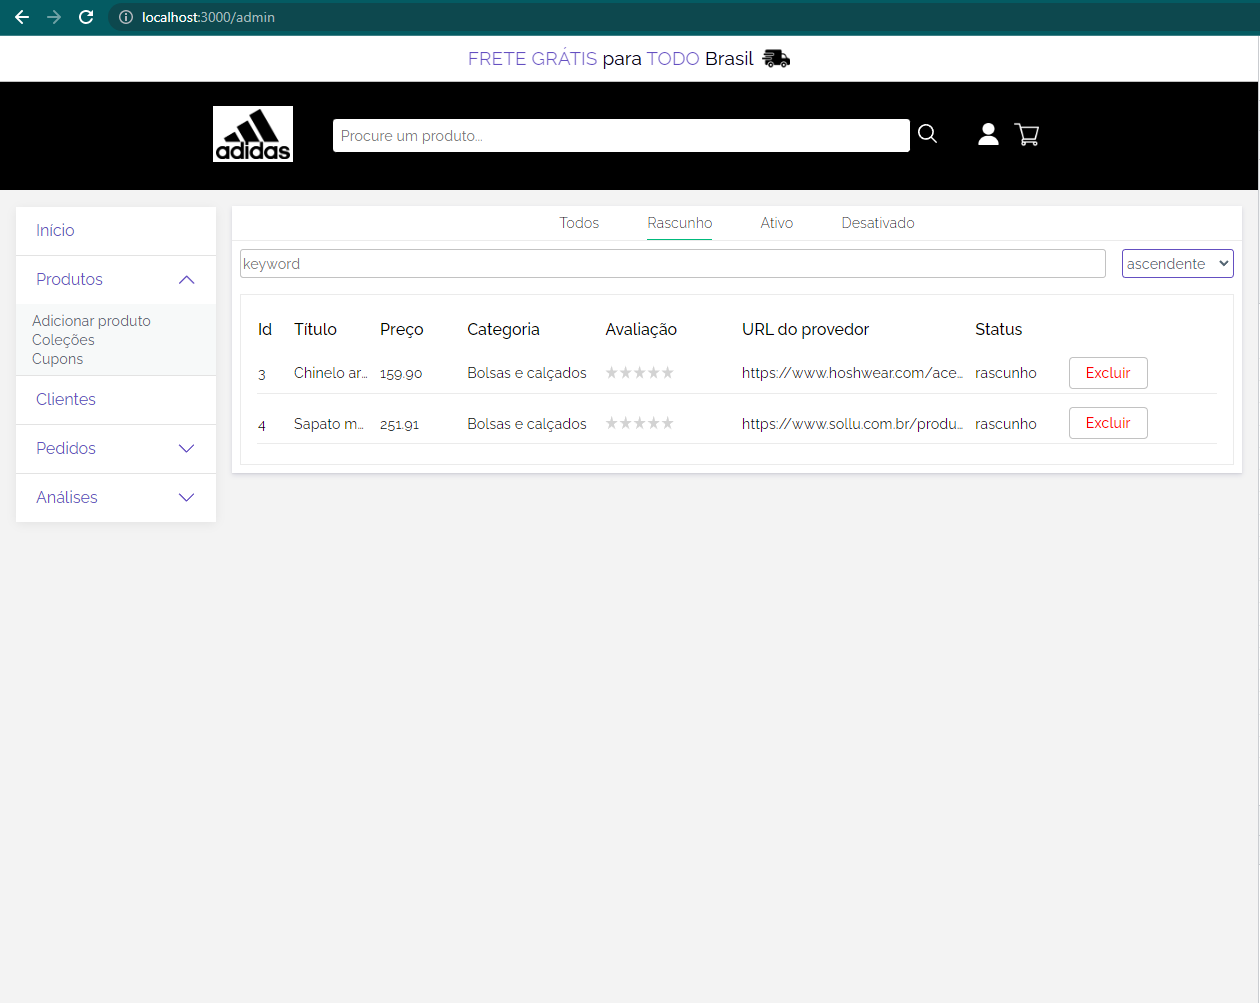 localhost:3000/admin
FRETE GRÁTIS para TODO Brasil
adidas
Procure um produto...
Início
Produtos
Adicionar produto
Coleções
Cupons
Clientes
Pedidos
Análises
Todos Rascunho Ativo Desativado
keyword ascendente
Id Título Preço Categoria Avaliação URL do provedor Status
3 Chinelo ar... 159.90 Bolsas e calçados https://www.hoshwear.com/ace... rascunho Excluir
4 Sapato m... 251.91 Bolsas e calçados https://www.sollu.com.br/produ... rascunho Excluir